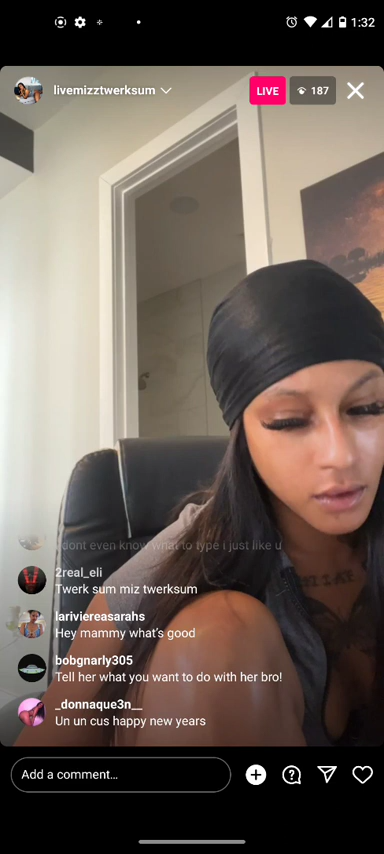 1:32
livemizztwerksum
LIVE
187
dont even know what to type i just like u
2real_eli
Twerk sum miz twerksum
lariviereasarahs
Hey mammy what's good
bobgnarly305
Tell her what you want to do with her bro!
_donnaque3n__
Un un cus happy new years
Add a comment...